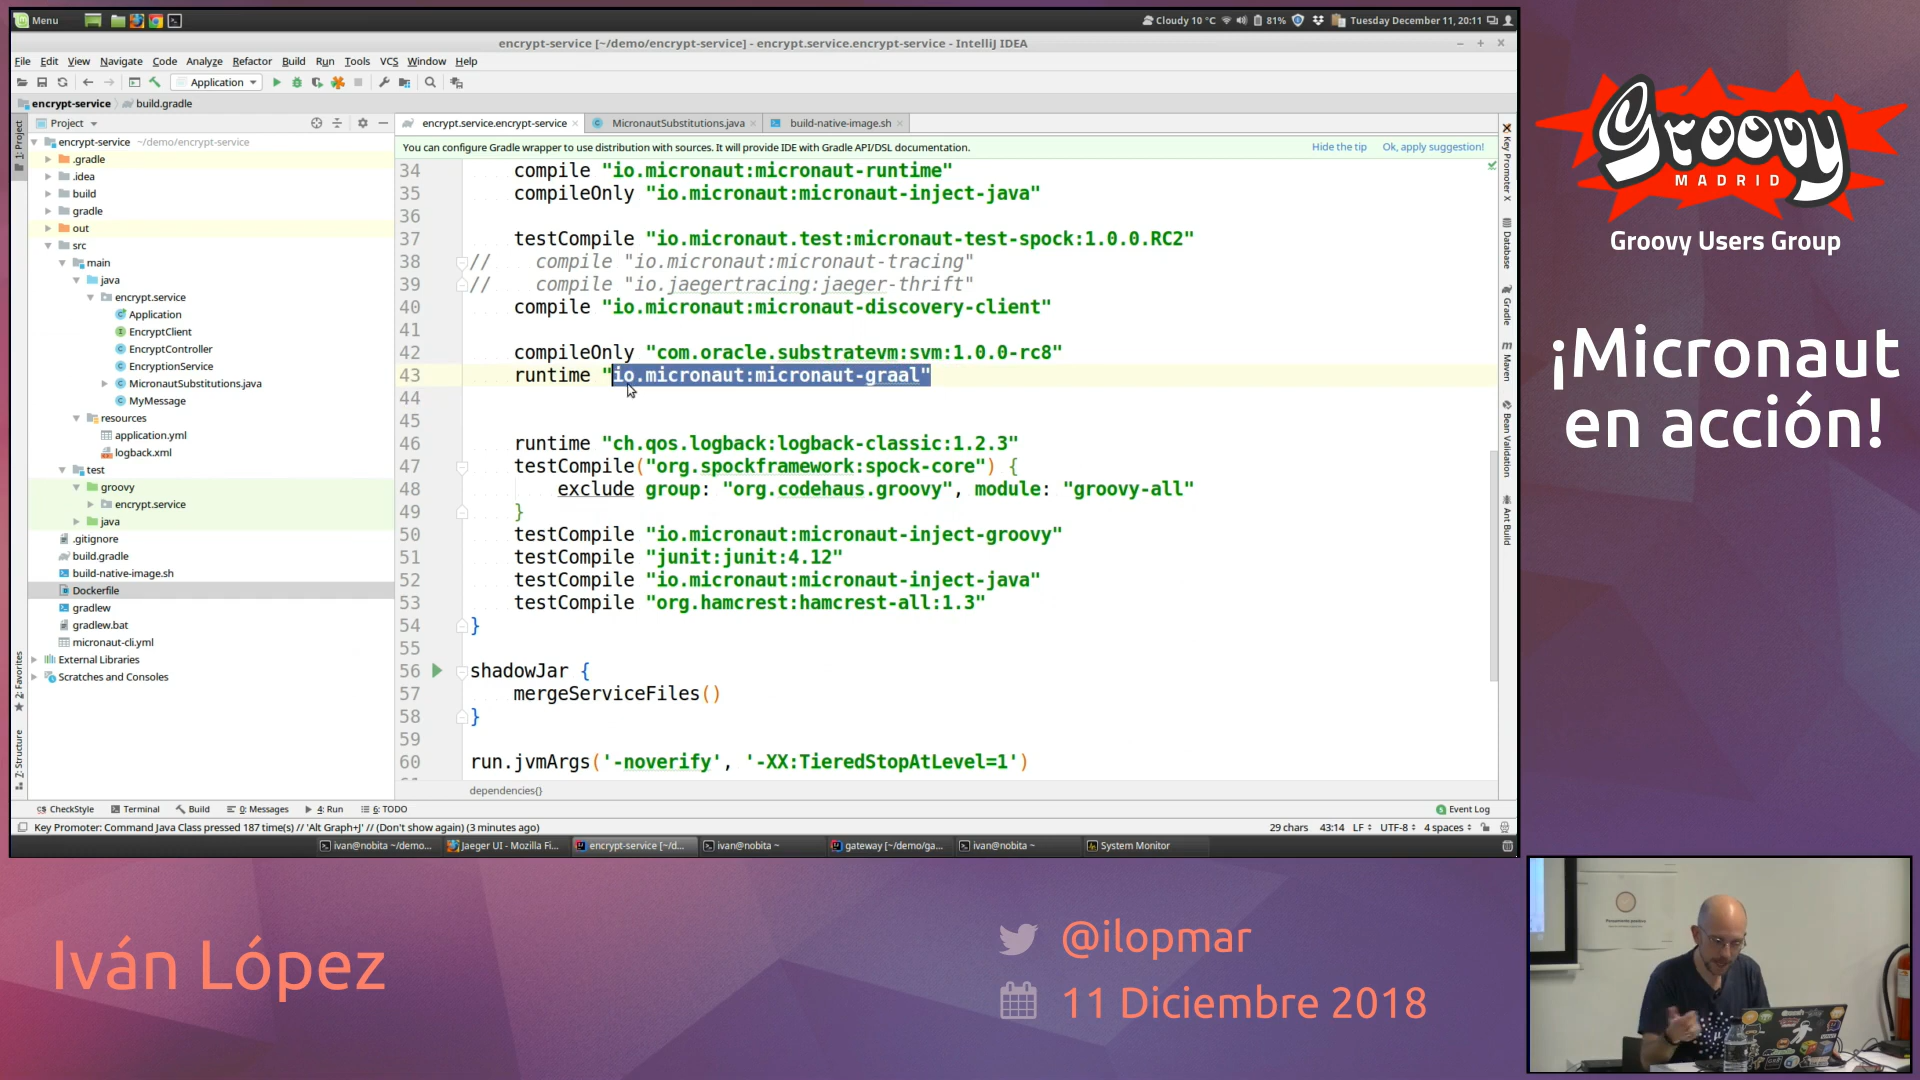 Menu
Cloudy 10 °C 81% Tuesday December 11, 20:11
encrypt-service [~/demo/encrypt-service] - encrypt.service.encrypt-service - IntelliJ IDEA
File Edit View Navigate Code Analyze Refactor Build Run Tools VCS Window Help
Application
encrypt-service build.gradle
Project
encrypt.service.encrypt-service MicronautSubstitutions.java build-native-image.sh
You can configure Gradle wrapper to use distribution with sources. It will provide IDE with Gradle API/DSL documentation. Hide the tip Ok, apply suggestion!
encrypt-service ~/demo/encrypt-service
.gradle
.idea
build
gradle
out
src
main
java
encrypt.service
Application
EncryptClient
EncryptController
EncryptionService
MicronautSubstitutions.java
MyMessage
resources
application.yml
logback.xml
test
groovy
encrypt.service
java
.gitignore
build.gradle
build-native-image.sh
Dockerfile
gradlew
gradlew.bat
micronaut-cli.yml
External Libraries
Scratches and Consoles
1: Project
2: Favorites
7: Structure
34 compile "io.micronaut:micronaut-runtime"
35 compileOnly "io.micronaut:micronaut-inject-java"
36
37 testCompile "io.micronaut.test:micronaut-test-spock:1.0.0.RC2"
38 // compile "io.micronaut:micronaut-tracing"
39 // compile "io.jaegertracing:jaeger-thrift"
40 compile "io.micronaut:micronaut-discovery-client"
41
42 compileOnly "com.oracle.substratevm:svm:1.0.0-rc8"
43 runtime "io.micronaut:micronaut-graal"
44
45
46 runtime "ch.qos.logback:logback-classic:1.2.3"
47 testCompile("org.spockframework:spock-core") {
48 exclude group: "org.codehaus.groovy", module: "groovy-all"
49 }
50 testCompile "io.micronaut:micronaut-inject-groovy"
51 testCompile "junit:junit:4.12"
52 testCompile "io.micronaut:micronaut-inject-java"
53 testCompile "org.hamcrest:hamcrest-all:1.3"
54 }
55
56 shadowJar {
57 mergeServiceFiles()
58 }
59
60 run.jvmArgs('-noverify', '-XX:TieredStopAtLevel=1')
dependencies{}
Key Promoter X
Database
Gradle
Maven
Bean Validation
Ant Build
CheckStyle Terminal Build 0: Messages 4: Run 6: TODO Event Log
Key Promoter: Command Java Class pressed 187 time(s) // 'Alt Graph+J' // (Don't show again) (3 minutes ago) 29 chars 43:14 LF UTF-8 4 spaces
ivan@nobita ~/demo... Jaeger UI - Mozilla Fi... encrypt-service [~/d... ivan@nobita ~ gateway [~/demo/ga... ivan@nobita ~ System Monitor
Groovy
MADRID
Groovy Users Group
¡Micronaut
en acción!
Iván López
@ilopmar
11 Diciembre 2018